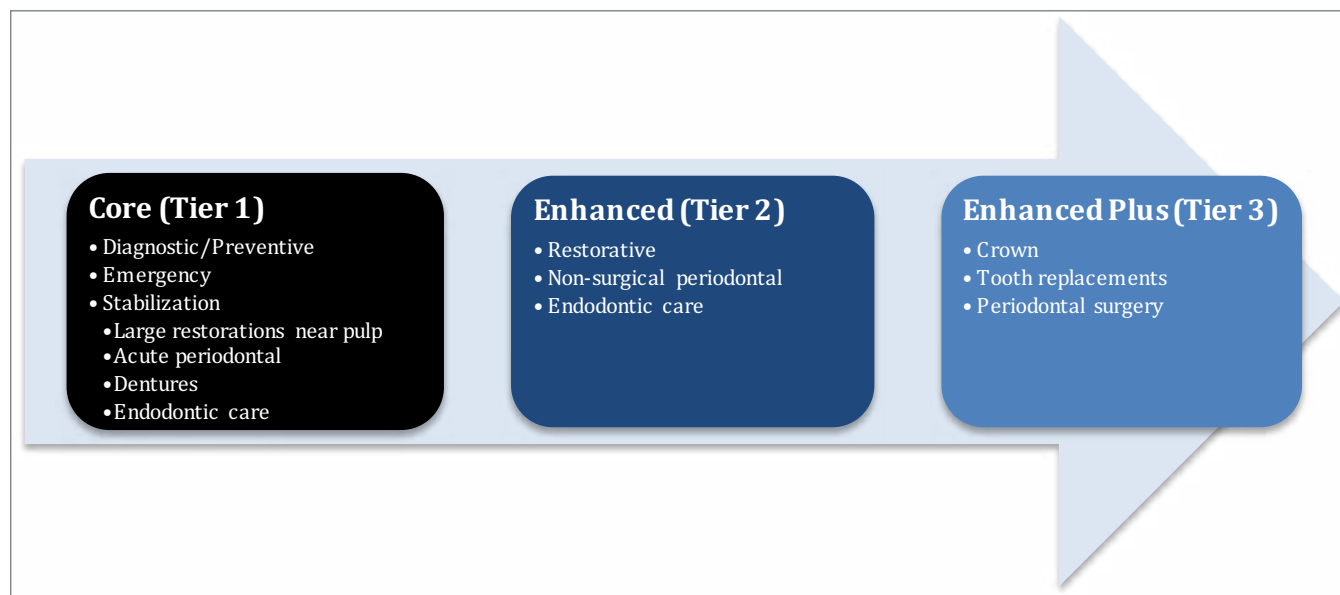 Core (Tier 1)
• Diagnostic/Preventive
• Emergency
• Stabilization
• Large restorations near pulp
• Acute periodontal
• Dentures
• Endodontic care
Enhanced (Tier 2)
• Restorative
• Non-surgical periodontal
• Endodontic care
Enhanced Plus (Tier 3)
• Crown
• Tooth replacements
• Periodontal surgery